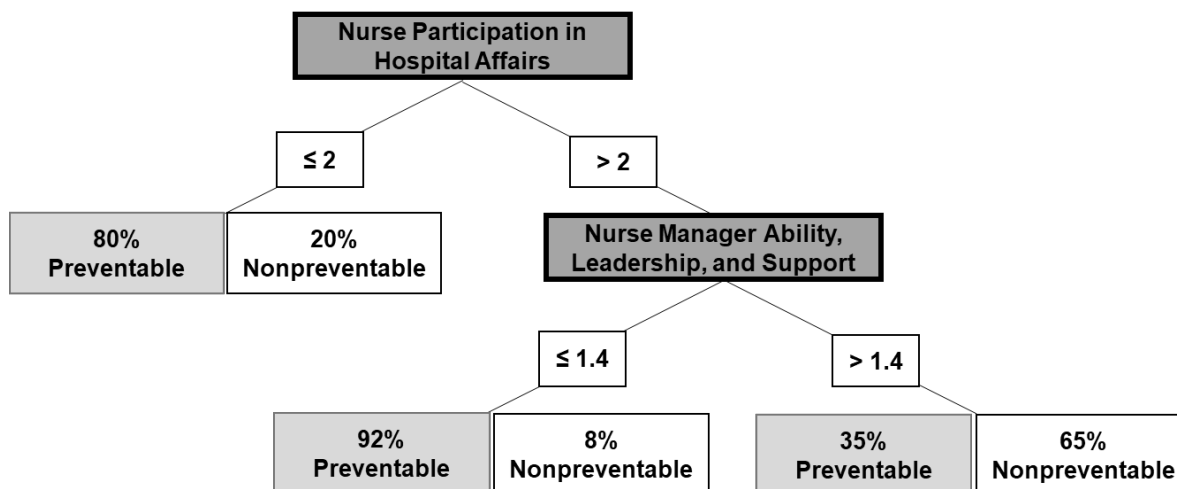 Nurse Participation in
Hospital Affairs
≤ 2
> 2
80%
Preventable
20%
Nonpreventable
Nurse Manager Ability,
Leadership, and Support
≤ 1.4
> 1.4
92%
Preventable
8%
Nonpreventable
35%
Preventable
65%
Nonpreventable